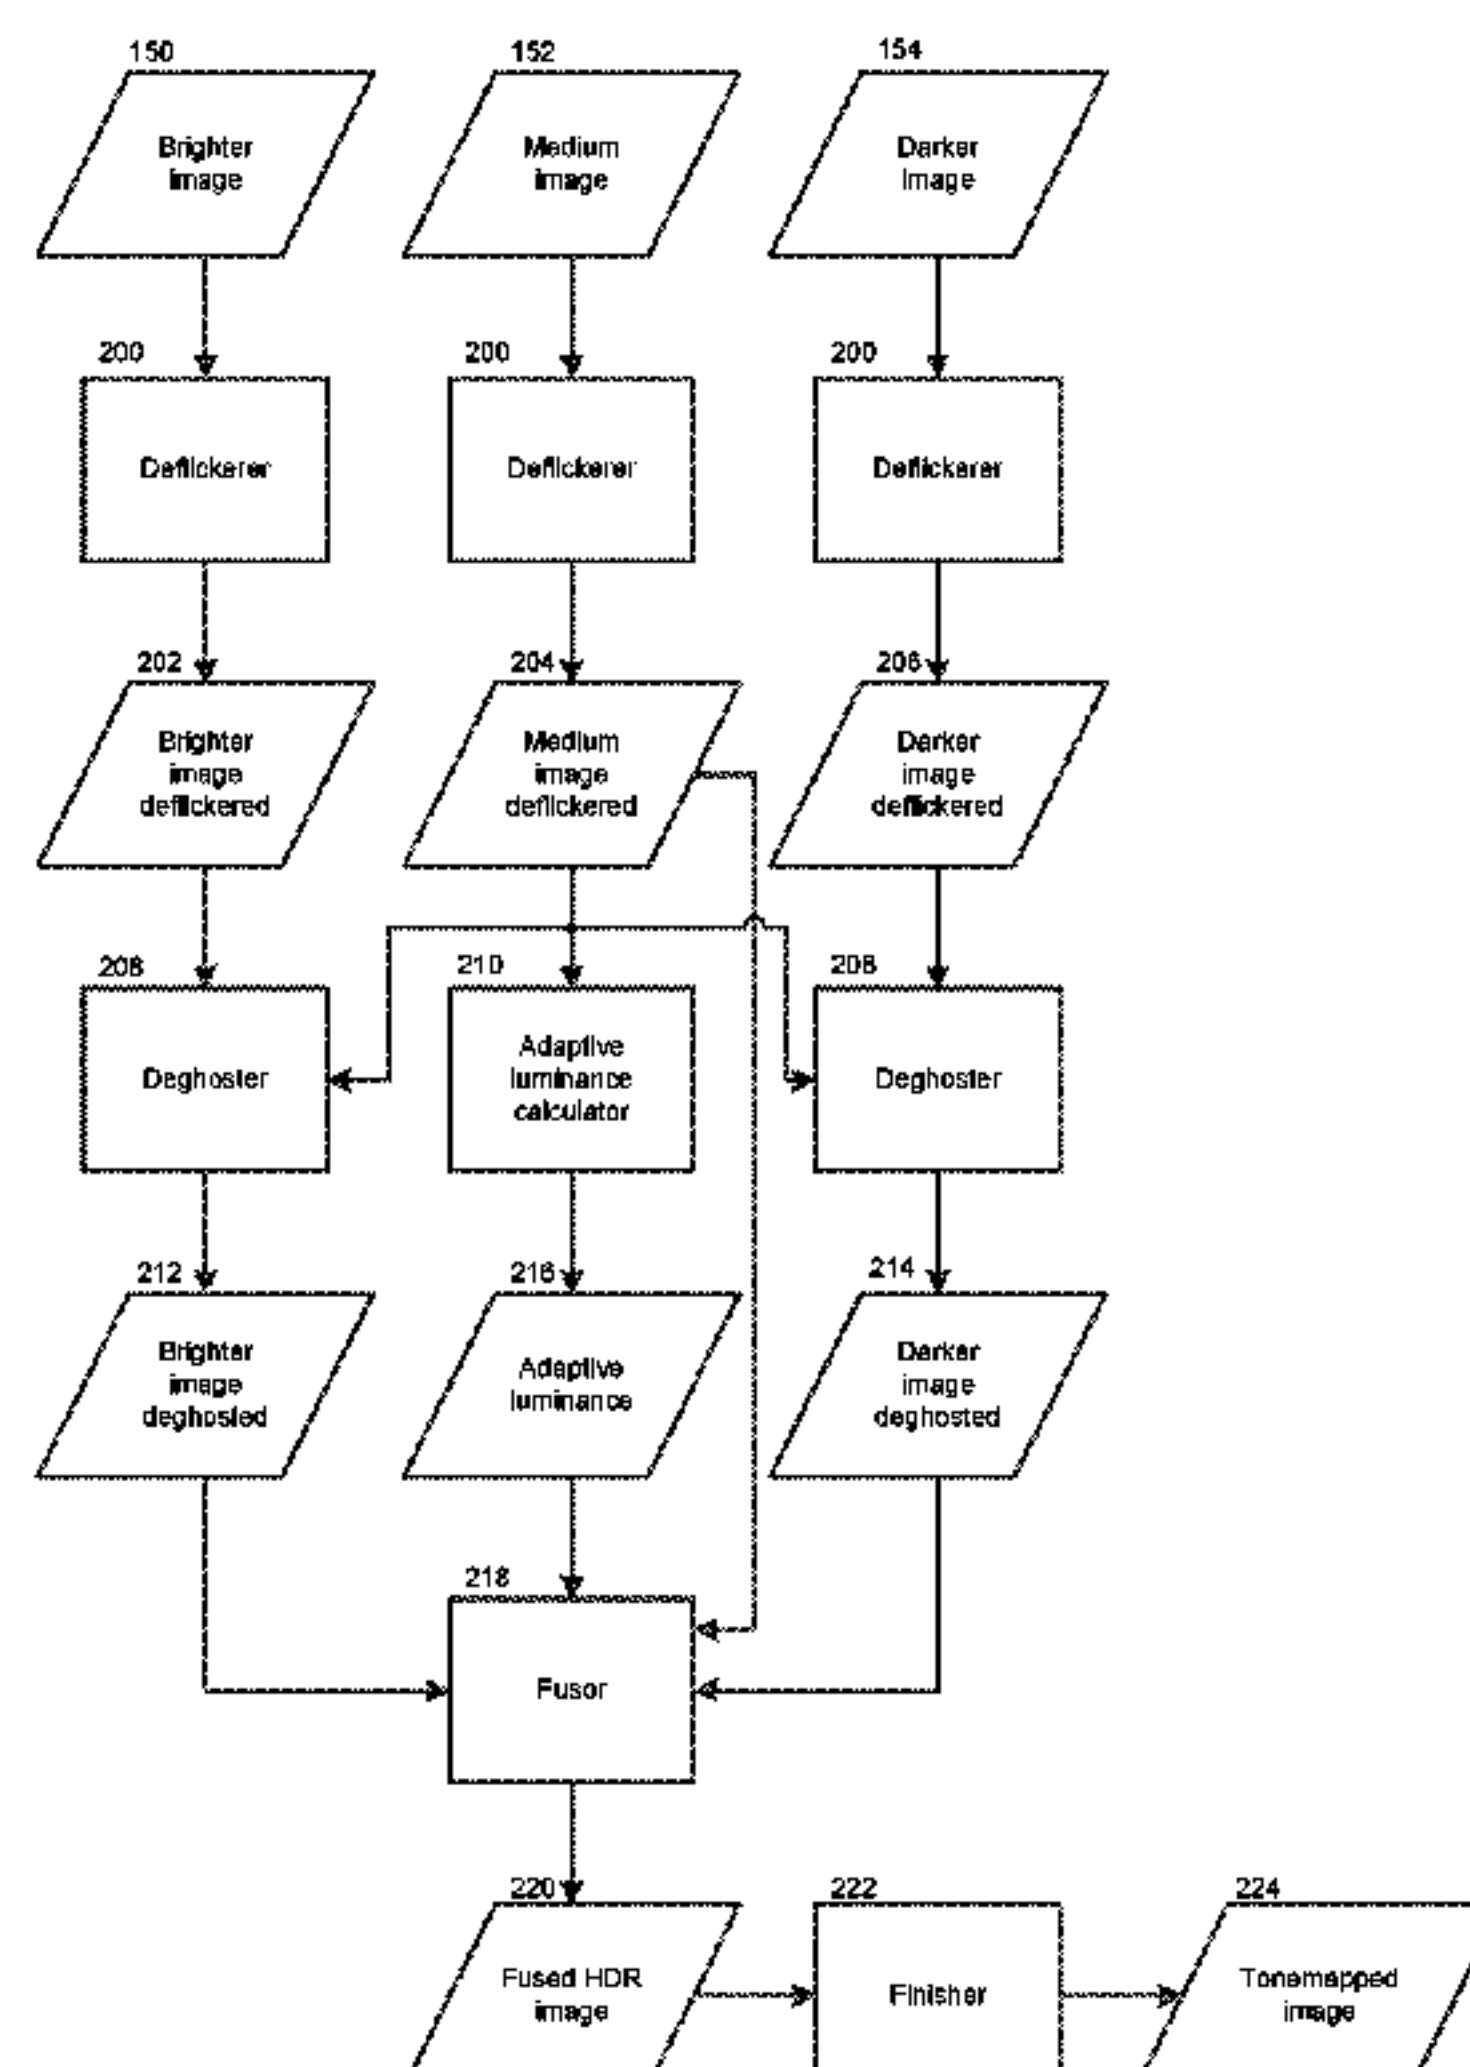 150
152
154
Brighter
image
Medium
image
Darker
image
200
200
200
Deflickerer
Deflickerer
Deflickerer
202
204
206
Brighter
image
deflickered
Medium
image
deflickered
Darker
image
deflickered
208
210
208
Deghoster
Adaptive
luminance
calculator
Deghoster
212
216
214
Brighter
image
deghosted
Adaptive
luminance
Darker
image
deghosted
218
Fusor
220
222
224
Fused HDR
image
Finisher
Tonemapped
image